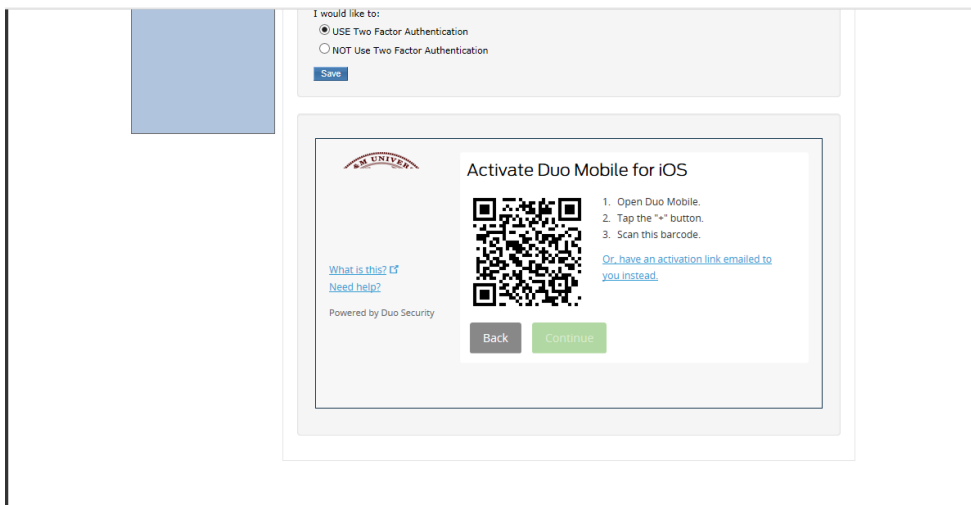 I would like to:
USE Two Factor Authentication
NOT Use Two Factor Authentication
Save
&M UNIVER
Activate Duo Mobile for iOS
1. Open Duo Mobile.
2. Tap the "+" button.
3. Scan this barcode.
Or, have an activation link emailed to
you instead.
What is this?
Need help?
Powered by Duo Security
Back
Continue